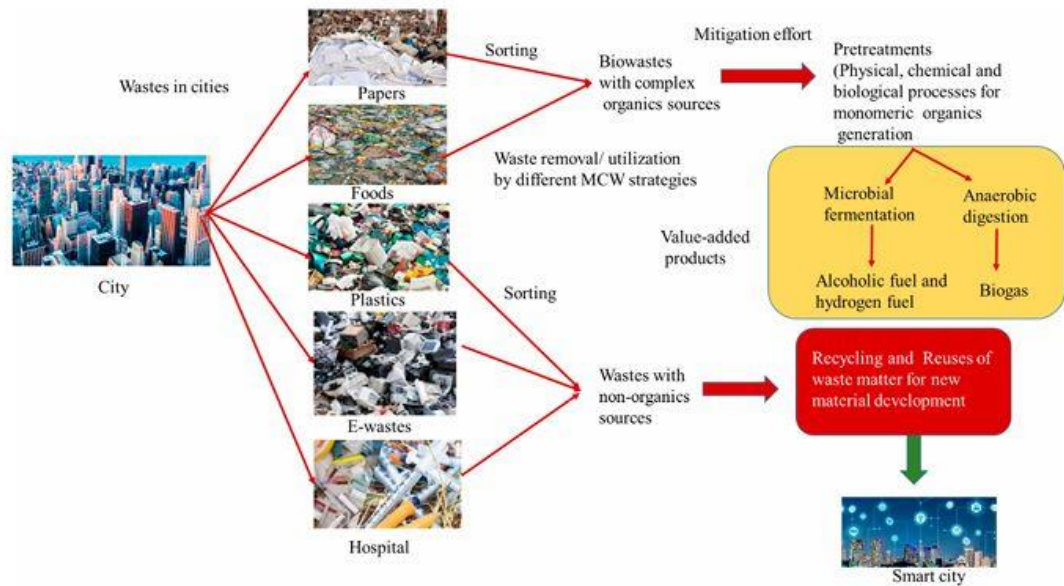 Wastes in cities
City
Papers
Foods
Plastics
E-wastes
Hospital
Sorting
Biowastes
with complex
organics sources
Mitigation effort
Pretreatments
(Physical, chemical and
biological processes for
monomeric organics
generation
Waste removal/ utilization
by different MCW strategies
Value-added
products
Microbial
fermentation
Anaerobic
digestion
Alcoholic fuel and
hydrogen fuel
Biogas
Sorting
Wastes with
non-organics
sources
Recycling and Reuses of
waste matter for new
material development
Smart city